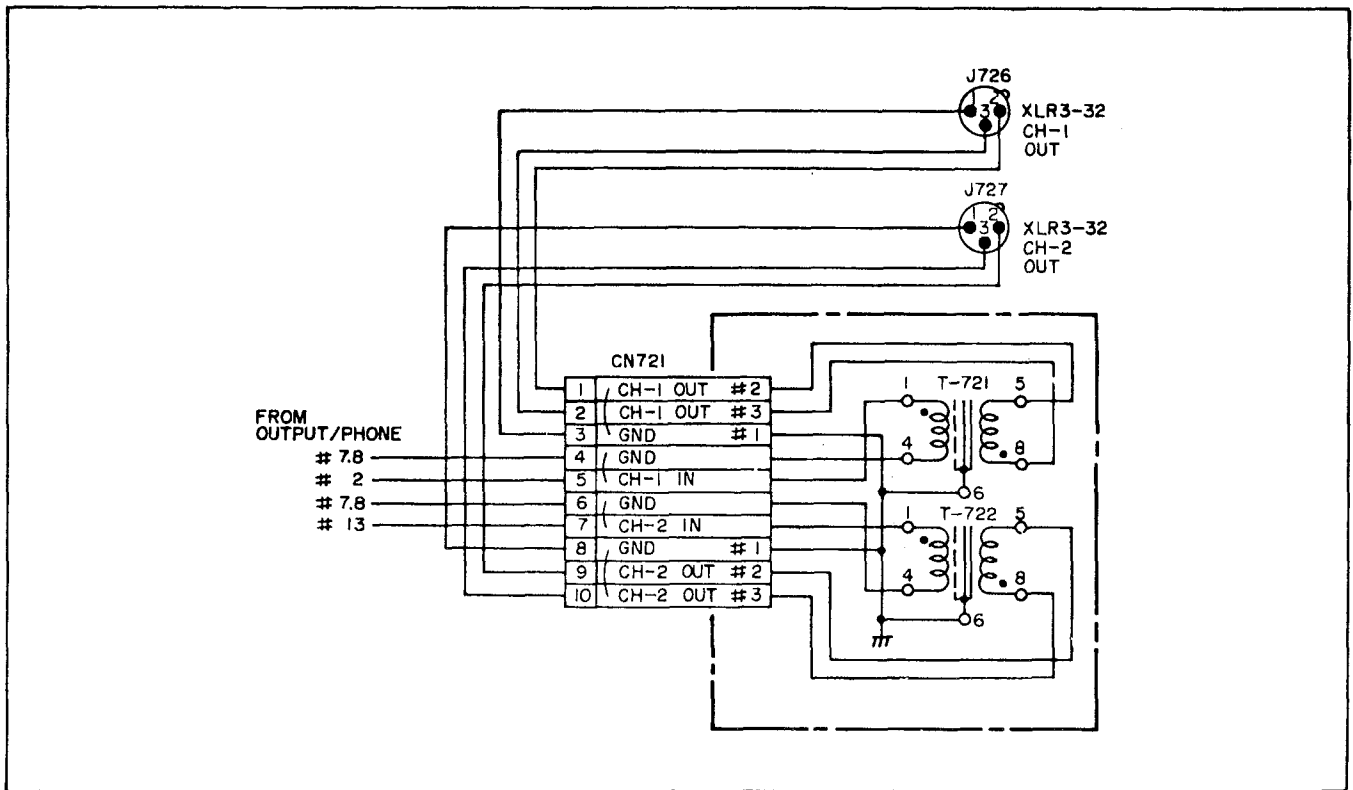 J726
1 2
3
XLR3-32
CH-1
OUT
J727
1 2
3
XLR3-32
CH-2
OUT
CN721
1 CH-1 OUT #2
2 CH-1 OUT #3
3 GND #1
4 GND
5 CH-1 IN
6 GND
7 CH-2 IN
8 GND #1
9 CH-2 OUT #2
10 CH-2 OUT #3
FROM
OUTPUT/PHONE
# 7.8
# 2
# 7.8
# 13
1 T-721 5
4 8
6
1 T-722 5
4 8
6